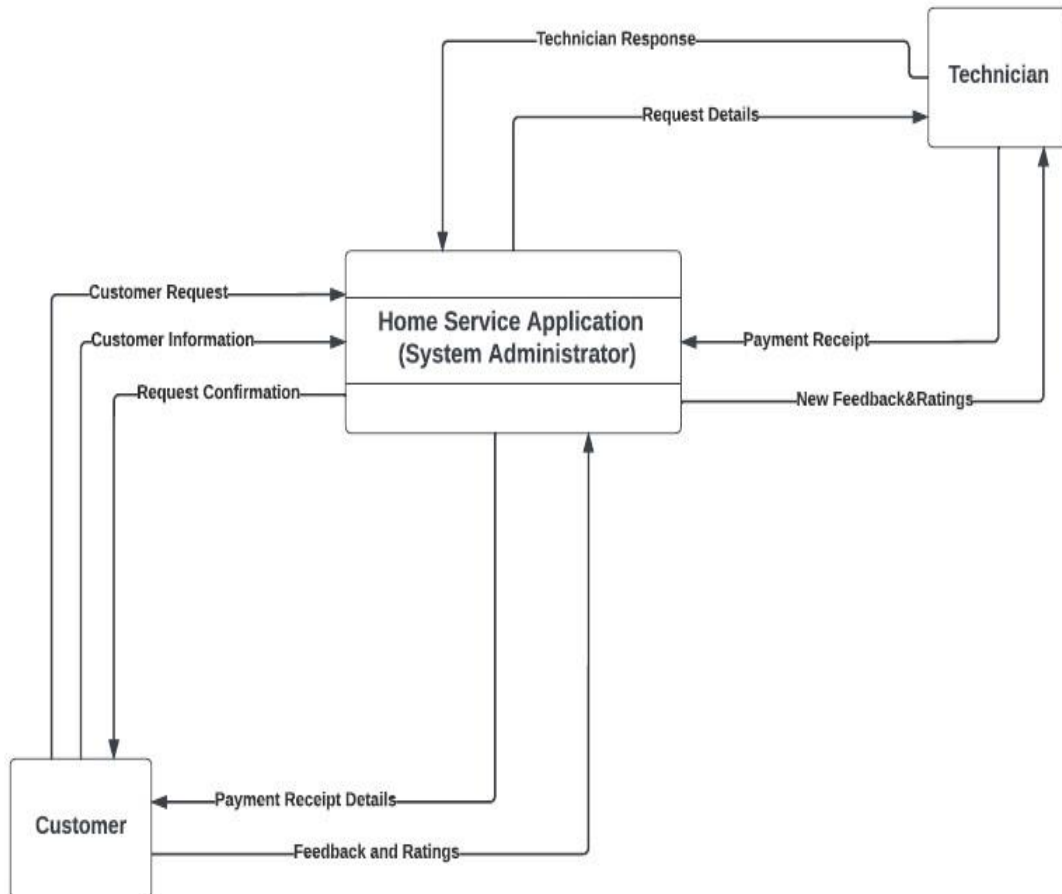 Technician Response
Technician
Request Details
Customer Request
Home Service Application
(System Administrator)
Customer Information
Payment Receipt
Request Confirmation
New Feedback&Ratings
Payment Receipt Details
Customer
Feedback and Ratings